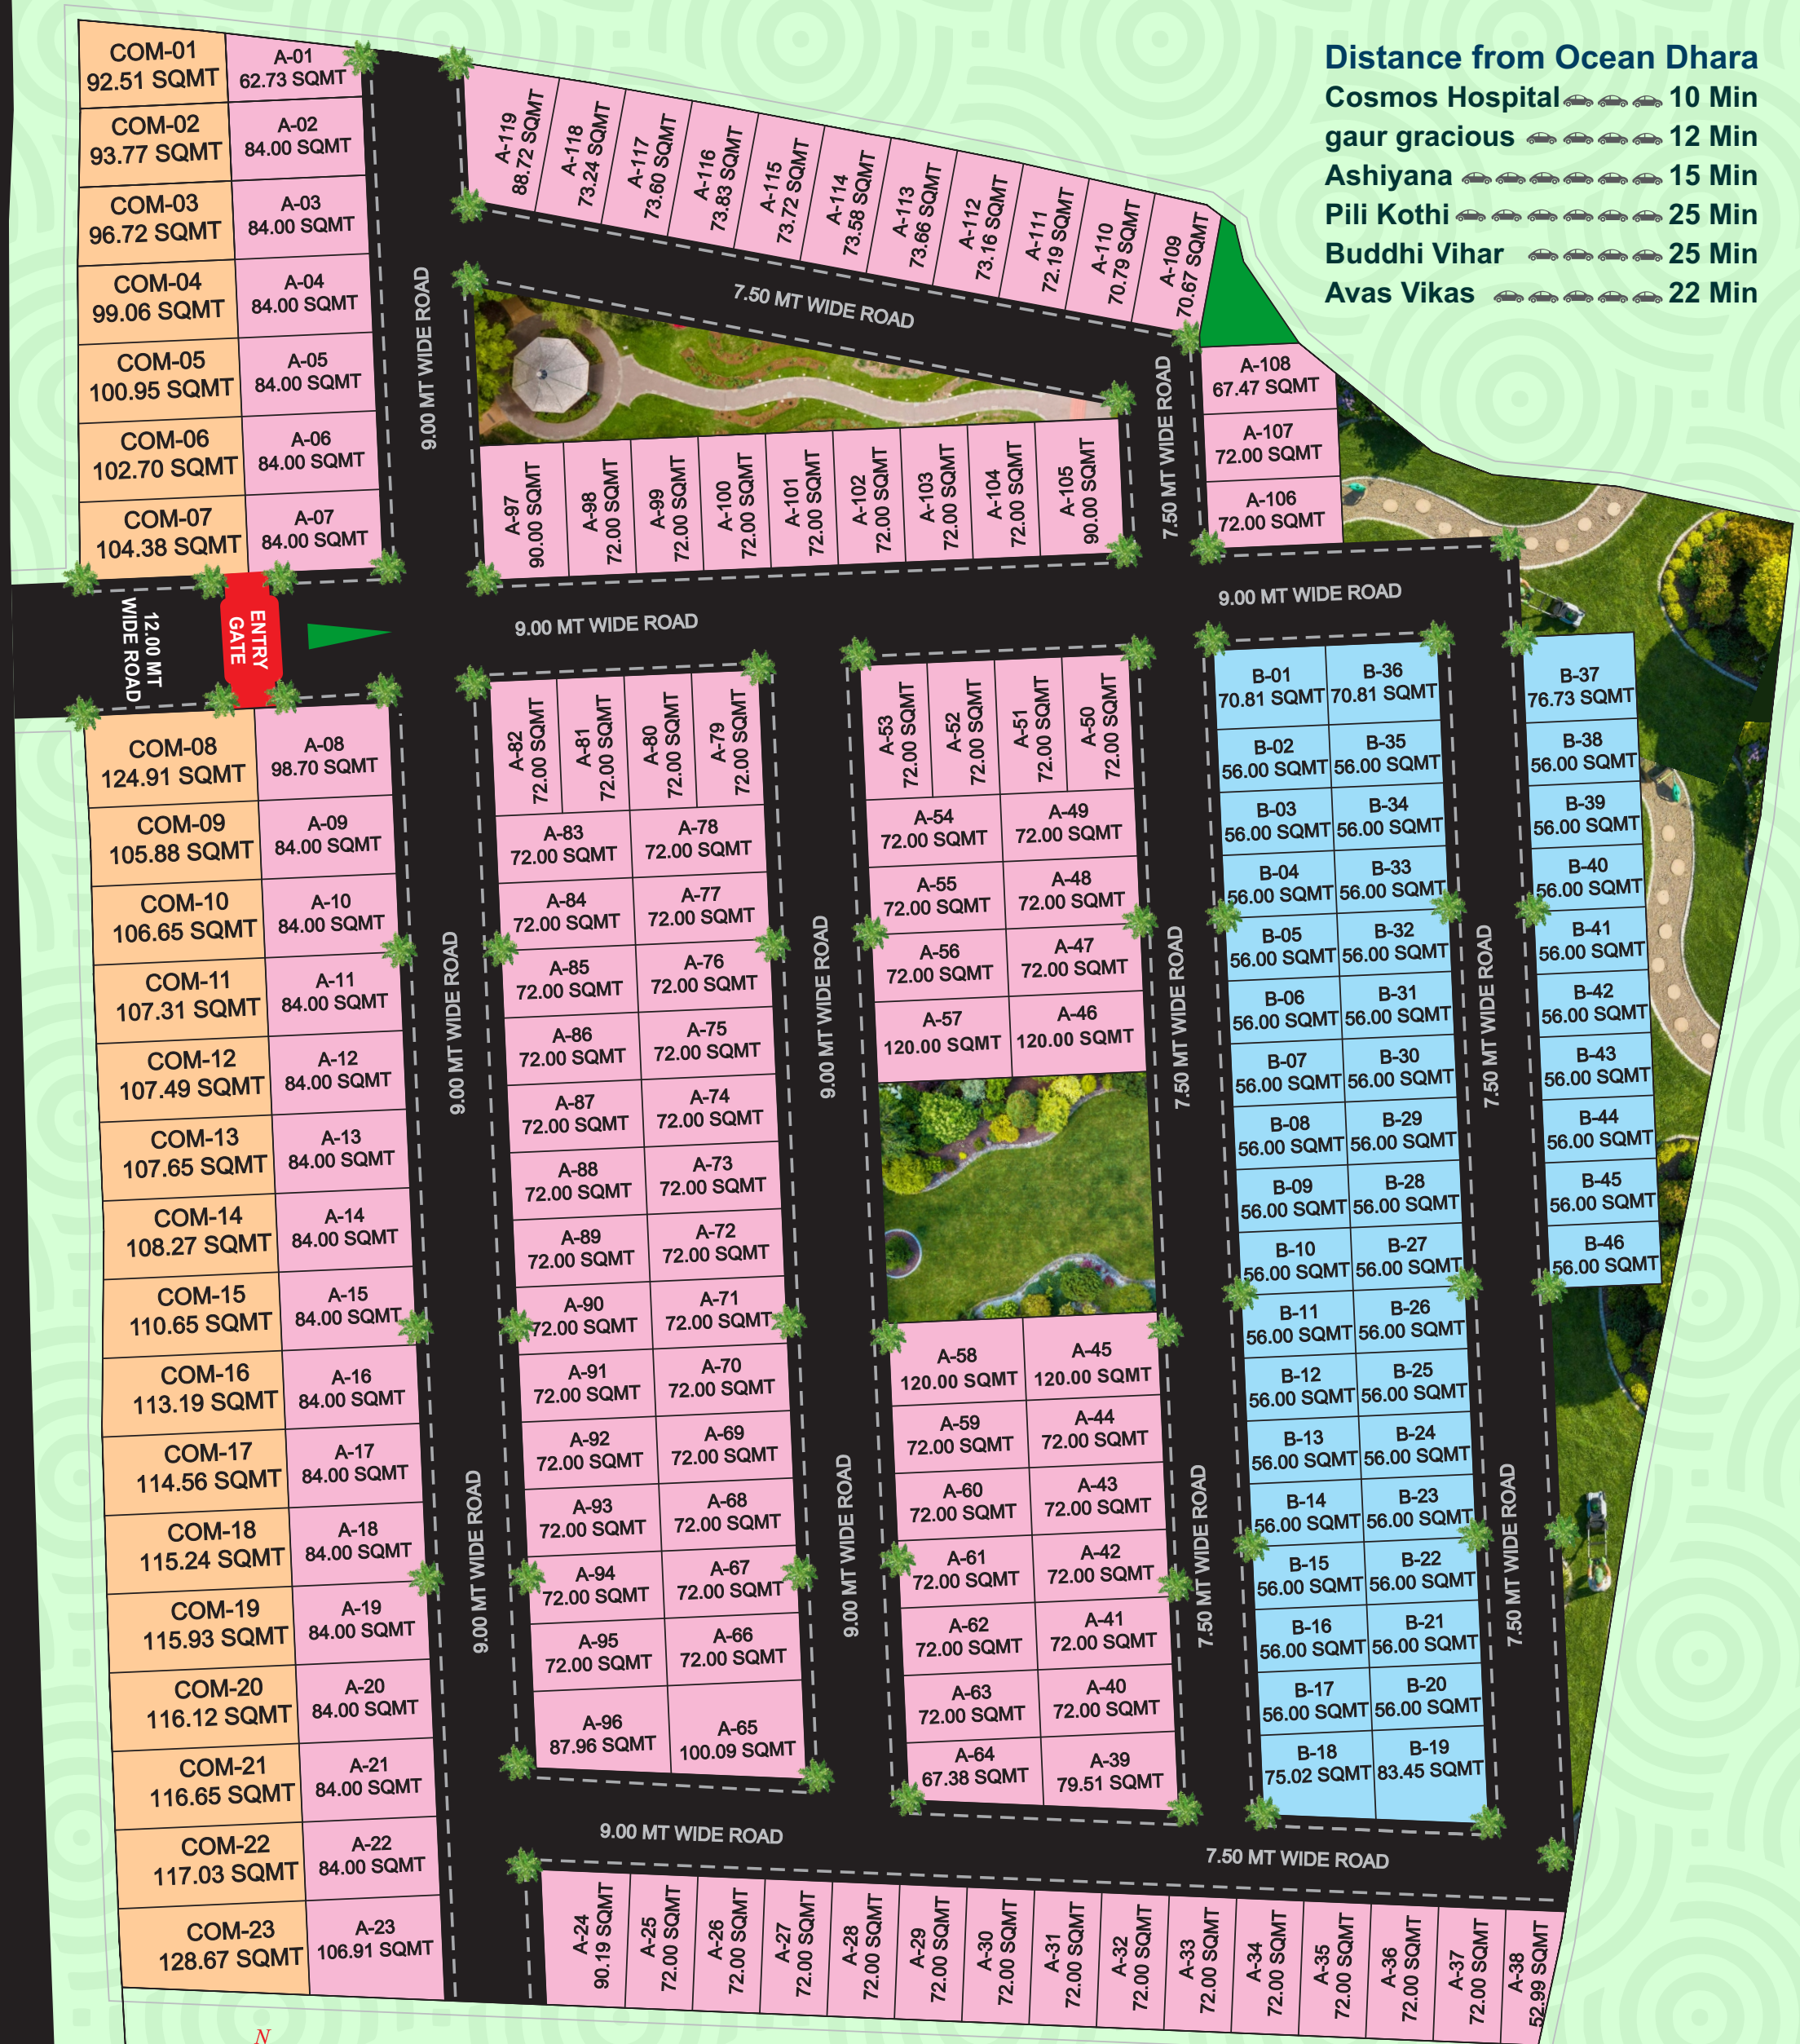 Distance from Ocean Dhara
Cosmos Hospital 10 Min
gaur gracious 12 Min
Ashiyana 15 Min
Pili Kothi 25 Min
Buddhi Vihar 25 Min
Avas Vikas 22 Min
COM-01
92.51 SQMT
COM-02
93.77 SQMT
COM-03
96.72 SQMT
COM-04
99.06 SQMT
COM-05
100.95 SQMT
COM-06
102.70 SQMT
COM-07
104.38 SQMT
A-01
62.73 SQMT
A-02
84.00 SQMT
A-03
84.00 SQMT
A-04
84.00 SQMT
A-05
84.00 SQMT
A-06
84.00 SQMT
A-07
84.00 SQMT
9.00 MT WIDE ROAD
A-119
88.72 SQMT
A-118
73.24 SQMT
A-117
73.60 SQMT
A-116
73.83 SQMT
A-115
73.72 SQMT
A-114
73.58 SQMT
A-113
73.66 SQMT
A-112
73.16 SQMT
A-111
72.19 SQMT
A-110
70.79 SQMT
A-109
70.67 SQMT
7.50 MT WIDE ROAD
7.50 MT WIDE ROAD
A-108
67.47 SQMT
A-107
72.00 SQMT
A-106
72.00 SQMT
A-97
90.00 SQMT
A-98
72.00 SQMT
A-99
72.00 SQMT
A-100
72.00 SQMT
A-101
72.00 SQMT
A-102
72.00 SQMT
A-103
72.00 SQMT
A-104
72.00 SQMT
A-105
90.00 SQMT
12.00 MT
WIDE ROAD
ENTRY
GATE
9.00 MT WIDE ROAD
9.00 MT WIDE ROAD
COM-08
124.91 SQMT
COM-09
105.88 SQMT
COM-10
106.65 SQMT
COM-11
107.31 SQMT
COM-12
107.49 SQMT
COM-13
107.65 SQMT
COM-14
108.27 SQMT
COM-15
110.65 SQMT
COM-16
113.19 SQMT
COM-17
114.56 SQMT
COM-18
115.24 SQMT
COM-19
115.93 SQMT
COM-20
116.12 SQMT
COM-21
116.65 SQMT
COM-22
117.03 SQMT
COM-23
128.67 SQMT
A-08
98.70 SQMT
A-09
84.00 SQMT
A-10
84.00 SQMT
A-11
84.00 SQMT
A-12
84.00 SQMT
A-13
84.00 SQMT
A-14
84.00 SQMT
A-15
84.00 SQMT
A-16
84.00 SQMT
A-17
84.00 SQMT
A-18
84.00 SQMT
A-19
84.00 SQMT
A-20
84.00 SQMT
A-21
84.00 SQMT
A-22
84.00 SQMT
A-23
106.91 SQMT
9.00 MT WIDE ROAD
9.00 MT WIDE ROAD
A-82
72.00 SQMT
A-81
72.00 SQMT
A-80
72.00 SQMT
A-79
72.00 SQMT
A-83
72.00 SQMT
A-84
72.00 SQMT
A-85
72.00 SQMT
A-86
72.00 SQMT
A-87
72.00 SQMT
A-88
72.00 SQMT
A-89
72.00 SQMT
A-90
72.00 SQMT
A-91
72.00 SQMT
A-92
72.00 SQMT
A-93
72.00 SQMT
A-94
72.00 SQMT
A-95
72.00 SQMT
A-96
87.96 SQMT
A-78
72.00 SQMT
A-77
72.00 SQMT
A-76
72.00 SQMT
A-75
72.00 SQMT
A-74
72.00 SQMT
A-73
72.00 SQMT
A-72
72.00 SQMT
A-71
72.00 SQMT
A-70
72.00 SQMT
A-69
72.00 SQMT
A-68
72.00 SQMT
A-67
72.00 SQMT
A-66
72.00 SQMT
A-65
100.09 SQMT
9.00 MT WIDE ROAD
9.00 MT WIDE ROAD
A-53
72.00 SQMT
A-52
72.00 SQMT
A-51
72.00 SQMT
A-50
72.00 SQMT
A-54
72.00 SQMT
A-55
72.00 SQMT
A-56
72.00 SQMT
A-57
120.00 SQMT
A-49
72.00 SQMT
A-48
72.00 SQMT
A-47
72.00 SQMT
A-46
120.00 SQMT
A-58
120.00 SQMT
A-59
72.00 SQMT
A-60
72.00 SQMT
A-61
72.00 SQMT
A-62
72.00 SQMT
A-63
72.00 SQMT
A-64
67.38 SQMT
A-45
120.00 SQMT
A-44
72.00 SQMT
A-43
72.00 SQMT
A-42
72.00 SQMT
A-41
72.00 SQMT
A-40
72.00 SQMT
A-39
79.51 SQMT
7.50 MT WIDE ROAD
7.50 MT WIDE ROAD
B-01
70.81 SQMT
B-02
56.00 SQMT
B-03
56.00 SQMT
B-04
56.00 SQMT
B-05
56.00 SQMT
B-06
56.00 SQMT
B-07
56.00 SQMT
B-08
56.00 SQMT
B-09
56.00 SQMT
B-10
56.00 SQMT
B-11
56.00 SQMT
B-12
56.00 SQMT
B-13
56.00 SQMT
B-14
56.00 SQMT
B-15
56.00 SQMT
B-16
56.00 SQMT
B-17
56.00 SQMT
B-18
75.02 SQMT
B-36
70.81 SQMT
B-35
56.00 SQMT
B-34
56.00 SQMT
B-33
56.00 SQMT
B-32
56.00 SQMT
B-31
56.00 SQMT
B-30
56.00 SQMT
B-29
56.00 SQMT
B-28
56.00 SQMT
B-27
56.00 SQMT
B-26
56.00 SQMT
B-25
56.00 SQMT
B-24
56.00 SQMT
B-23
56.00 SQMT
B-22
56.00 SQMT
B-21
56.00 SQMT
B-20
56.00 SQMT
B-19
83.45 SQMT
7.50 MT WIDE ROAD
7.50 MT WIDE ROAD
B-37
76.73 SQMT
B-38
56.00 SQMT
B-39
56.00 SQMT
B-40
56.00 SQMT
B-41
56.00 SQMT
B-42
56.00 SQMT
B-43
56.00 SQMT
B-44
56.00 SQMT
B-45
56.00 SQMT
B-46
56.00 SQMT
9.00 MT WIDE ROAD
7.50 MT WIDE ROAD
A-24
90.19 SQMT
A-25
72.00 SQMT
A-26
72.00 SQMT
A-27
72.00 SQMT
A-28
72.00 SQMT
A-29
72.00 SQMT
A-30
72.00 SQMT
A-31
72.00 SQMT
A-32
72.00 SQMT
A-33
72.00 SQMT
A-34
72.00 SQMT
A-35
72.00 SQMT
A-36
72.00 SQMT
A-37
72.00 SQMT
A-38
52.99 SQMT
N